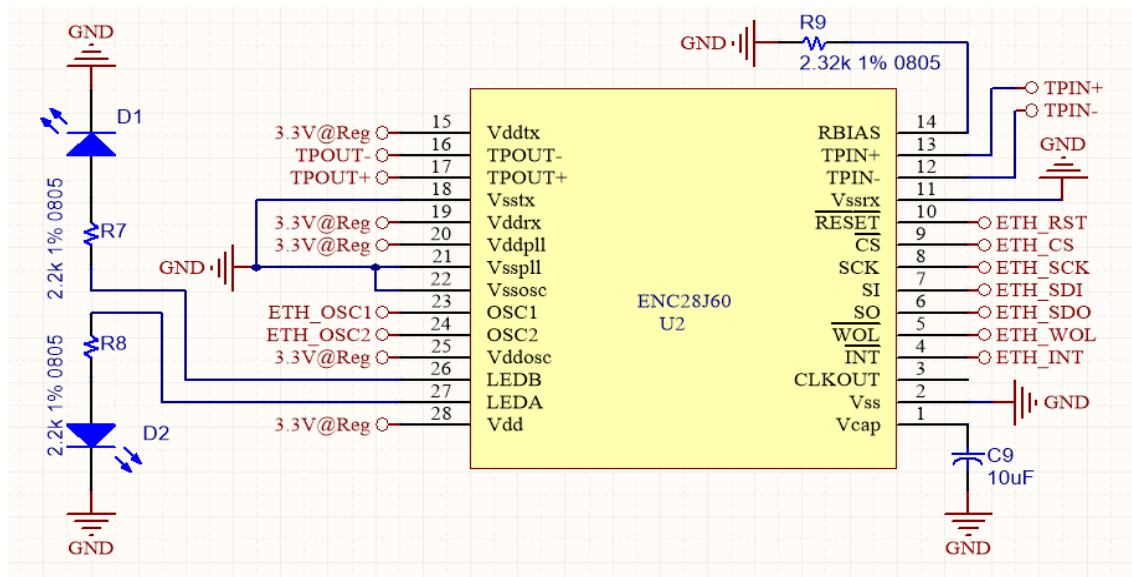 GND
D1
R7
2.2k 1% 0805
GND
R8
2.2k 1% 0805
D2
GND
3.3V@Reg 15 Vddtx
TPOUT- 16 TPOUT-
TPOUT+ 17 TPOUT+
18 Vsstx
3.3V@Reg 19 Vddrx
3.3V@Reg 20 Vddpll
21 Vsspll
22 Vssosc
ETH_OSC1 23 OSC1
ETH_OSC2 24 OSC2
3.3V@Reg 25 Vddosc
26 LEDB
27 LEDA
3.3V@Reg 28 Vdd
ENC28J60
U2
R9
GND
2.32k 1% 0805
RBIAS 14
TPIN+ 13
TPIN- 12
Vssrx 11
RESET 10 ETH_RST
CS 9 ETH_CS
SCK 8 ETH_SCK
SI 7 ETH_SDI
SO 6 ETH_SDO
WOL 5 ETH_WOL
INT 4 ETH_INT
CLKOUT 3
Vss 2 GND
Vcap 1
TPIN+
TPIN-
GND
C9
10uF
GND